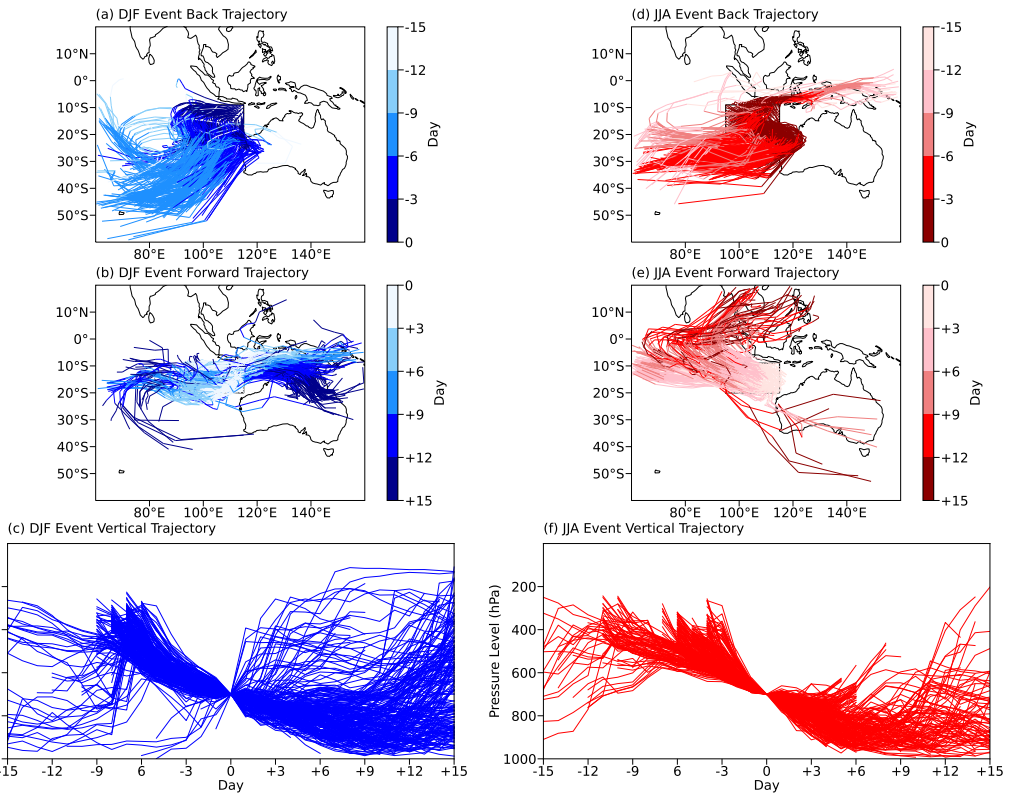 (a) DJF Event Back Trajectory
10°N
0°
10°S
20°S
30°S
40°S
50°S
80°E 100°E 120°E 140°E
-15
-12
-9
-6
-3
0
Day
(d) JJA Event Back Trajectory
10°N
0°
10°S
20°S
30°S
40°S
50°S
80°E 100°E 120°E 140°E
-15
-12
-9
-6
-3
0
Day
(b) DJF Event Forward Trajectory
10°N
0°
10°S
20°S
30°S
40°S
50°S
80°E 100°E 120°E 140°E
0
+3
+6
+9
+12
+15
Day
(e) JJA Event Forward Trajectory
10°N
0°
10°S
20°S
30°S
40°S
50°S
80°E 100°E 120°E 140°E
0
+3
+6
+9
+12
+15
Day
(c) DJF Event Vertical Trajectory
-15 -12 -9 6 -3 0 +3 +6 +9 +12 +15
Day
(f) JJA Event Vertical Trajectory
Pressure Level (hPa)
200
400
600
800
1000
-15 -12 -9 6 -3 0 +3 +6 +9 +12 +15
Day